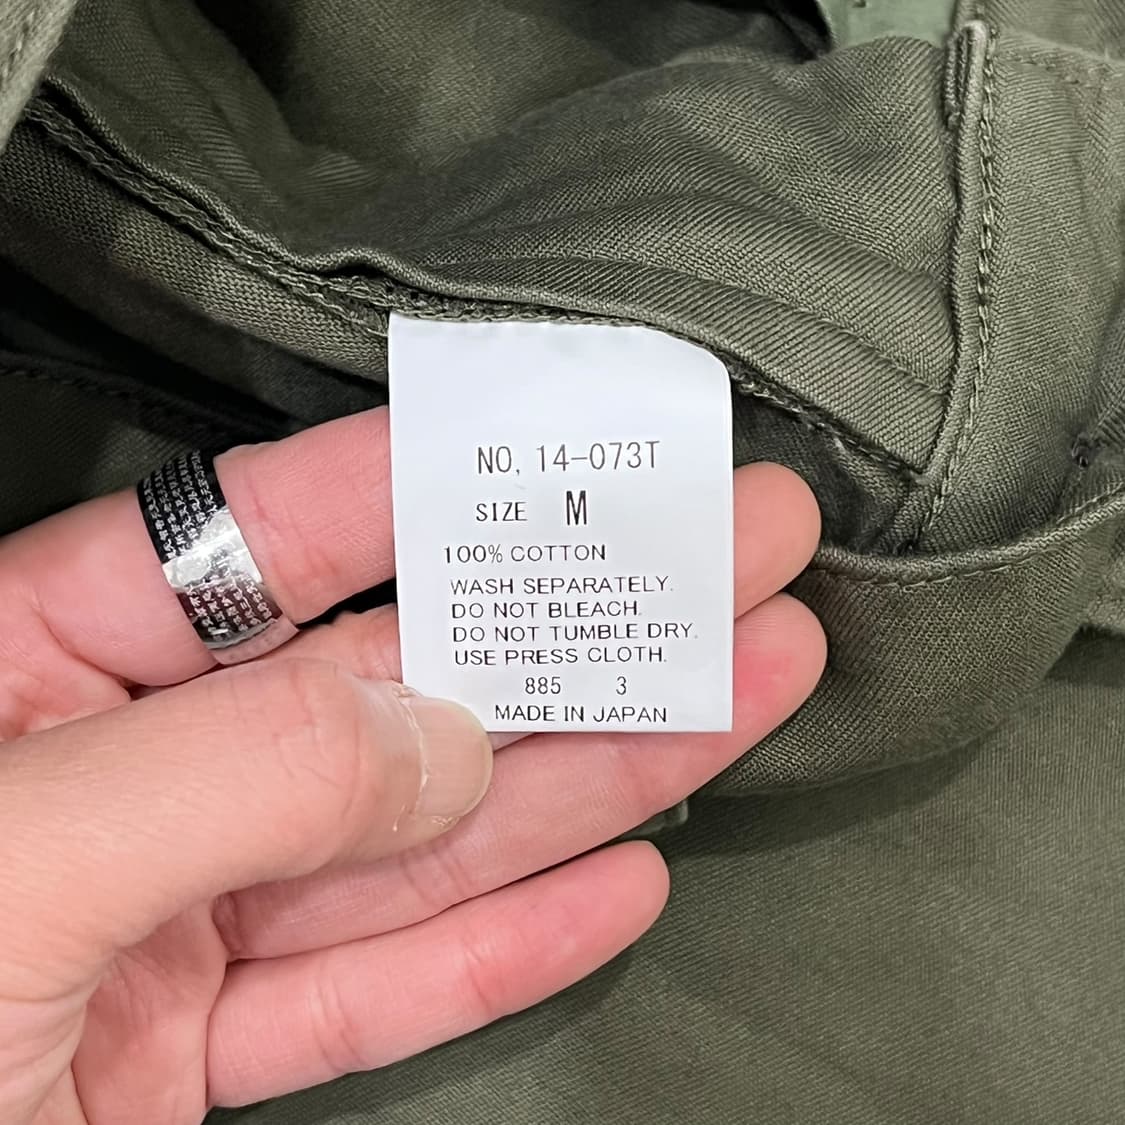 NO, 14-073T
SIZE M
100% COTTON
WASH SEPARATELY.
DO NOT BLEACH.
DO NOT TUMBLE DRY.
USE PRESS CLOTH.
885 3
MADE IN JAPAN